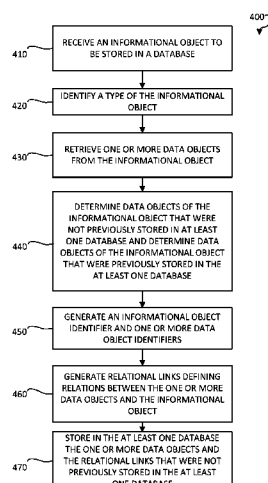 400
410
RECEIVE AN INFORMATIONAL OBJECT TO
BE STORED IN A DATABASE
420
IDENTIFY A TYPE OF THE INFORMATIONAL
OBJECT
430
RETRIEVE ONE OR MORE DATA OBJECTS
FROM THE INFORMATIONAL OBJECT
440
DETERMINE DATA OBJECTS OF THE
INFORMATIONAL OBJECT THAT WERE
NOT PREVIOUSLY STORED IN AT LEAST
ONE DATABASE AND DETERMINE DATA
OBJECTS OF THE INFORMATIONAL OBJECT
THAT WERE PREVIOUSLY STORED IN THE
AT LEAST ONE DATABASE
450
GENERATE AN INFORMATIONAL OBJECT
IDENTIFIER AND ONE OR MORE DATA
OBJECT IDENTIFIERS
460
GENERATE RELATIONAL LINKS DEFINING
RELATIONS BETWEEN THE ONE OR MORE
DATA OBJECTS AND THE INFORMATIONAL
OBJECT
470
STORE IN THE AT LEAST ONE DATABASE
THE ONE OR MORE DATA OBJECTS AND
THE RELATIONAL LINKS THAT WERE NOT
PREVIOUSLY STORED IN THE AT LEAST
ONE DATABASE